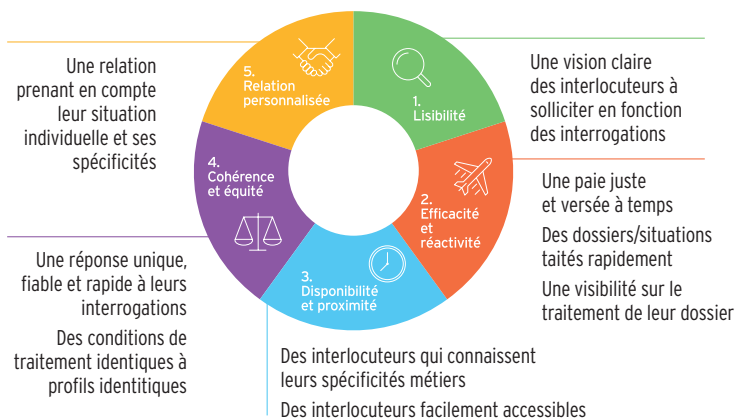 1.
Lisibilité
Une vision claire
des interlocuteurs à
solliciter en fonction
des interrogations
2.
Efficacité
et
réactivité
Une paie juste
et versée à temps
Des dossiers/situations
taités rapidement
Une visibilité sur le
traitement de leur dossier
3.
Disponibilité
et proximité
Des interlocuteurs qui connaissent
leurs spécificités métiers
Des interlocuteurs facilement accessibles
4.
Cohérence
et équité
Une réponse unique,
fiable et rapide à leurs
interrogations
Des conditions de
traitement identiques à
profils identitiques
5.
Relation
personnalisée
Une relation
prenant en compte
leur situation
individuelle et ses
spécificités